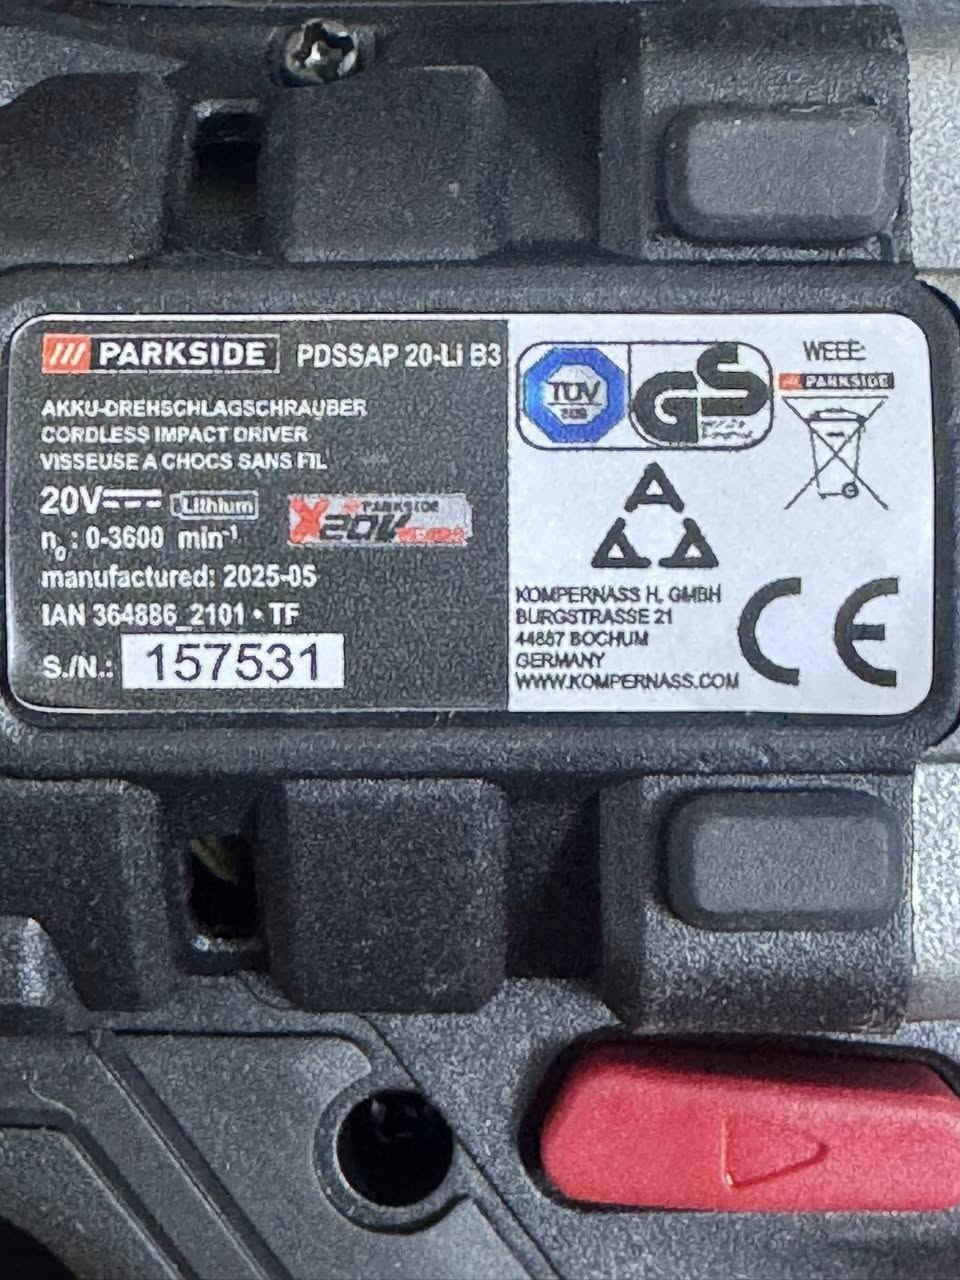 PARKSIDE PDSSAP 20-Li B3
AKKU-DREHSCHLAGSCHRAUBER
CORDLESS IMPACT DRIVER
VISSEUSE A CHOCS SANS FIL
20V Lithium
PARKSIDE
X20V
n₀: 0-3600 min⁻¹
manufactured: 2025-05
IAN 364886_2101 • TF
S./N.: 157531
TÜV
SÜD
GS
WEEE:
PARKSIDE
KOMPERNASS H. GMBH
BURGSTRASSE 21
44867 BOCHUM
GERMANY
WWW.KOMPERNASS.COM
CE